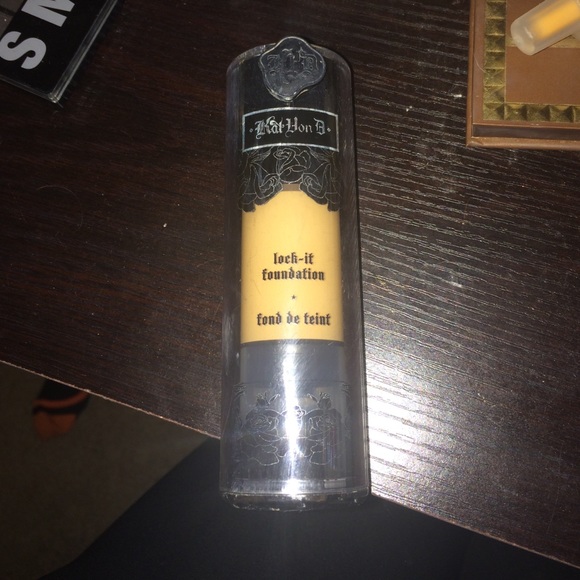 S M
Kat Von D
lock-it
foundation
fond de teint